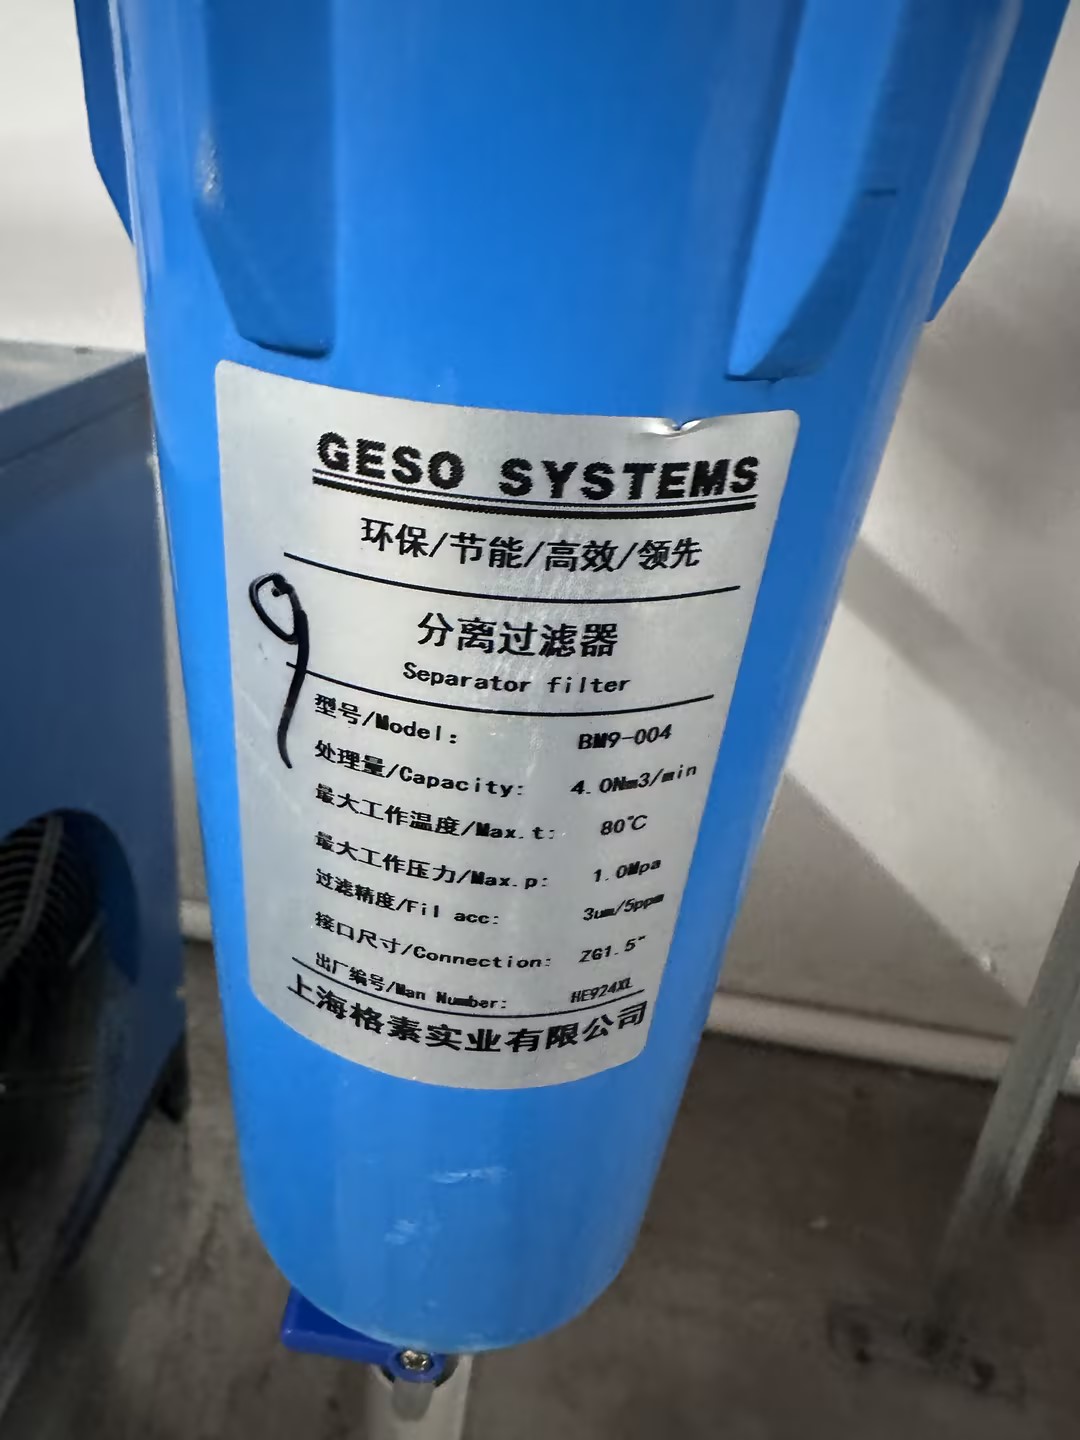 GESO SYSTEMS
环保/节能/高效/领先
分离过滤器
Separator filter
9
型号/Model: BM9-004
处理量/Capacity: 4.0Nm3/min
最大工作温度/Max.t: 80℃
最大工作压力/Max.p: 1.0Mpa
过滤精度/Fil acc: 3um/5ppm
接口尺寸/Connection: ZG1.5"
出厂编号/Man Number: HE924XL
上海格素实业有限公司